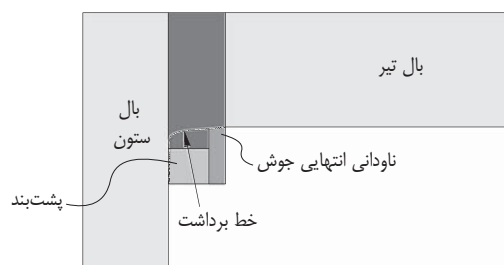 بال تیر
بال
ستون
ناودانی انتهایی جوش
پشت‌بند
خط برداشت